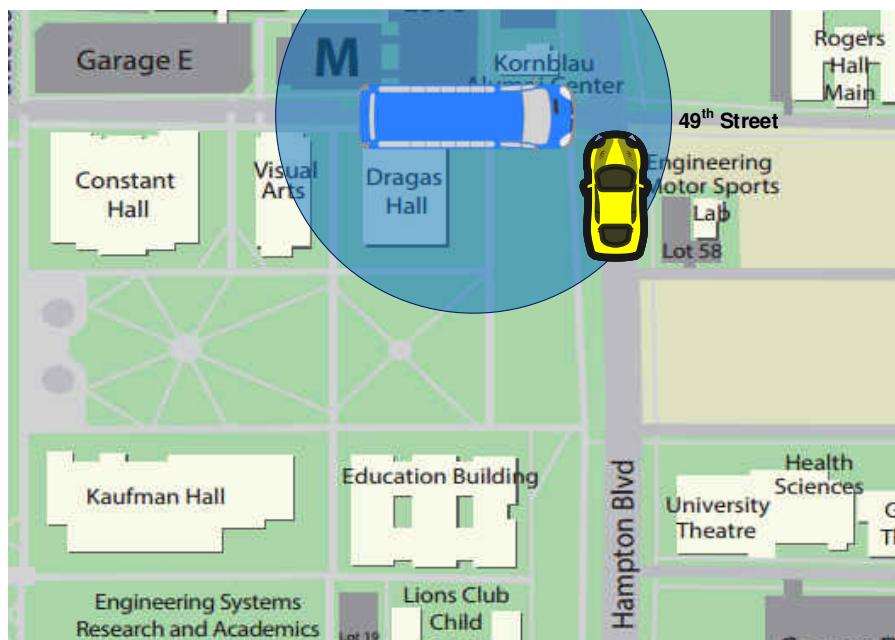 Garage E
M
Kornblau
Alumni Center
Rogers
Hall
Main
49th Street
Constant
Hall
Visual
Arts
Dragas
Hall
Engineering
Motor Sports
Lab
Lot 58
Kaufman Hall
Education Building
Health
Sciences
University
Theatre
Hampton Blvd
Engineering Systems
Research and Academics
Lions Club
Child
Lot 19